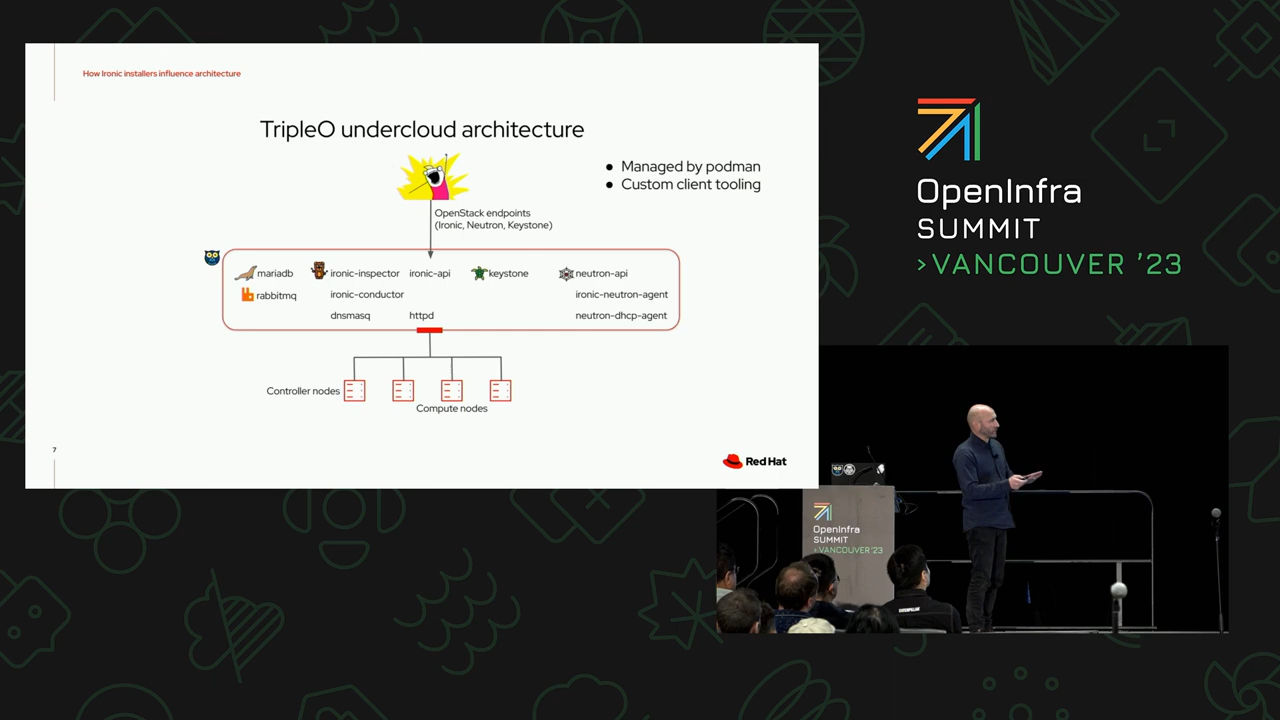 How Ironic installers influence architecture
TripleO undercloud architecture
● Managed by podman
● Custom client tooling
OpenStack endpoints
(Ironic, Neutron, Keystone)
mariadb
ironic-inspector
ironic-api
keystone
neutron-api
rabbitmq
ironic-conductor
ironic-neutron-agent
dnsmasq
httpd
neutron-dhcp-agent
Controller nodes
Compute nodes
7
Red Hat
OpenInfra
SUMMIT
>VANCOUVER '23
OpenInfra
SUMMIT
>VANCOUVER '23
CATERPILLAR